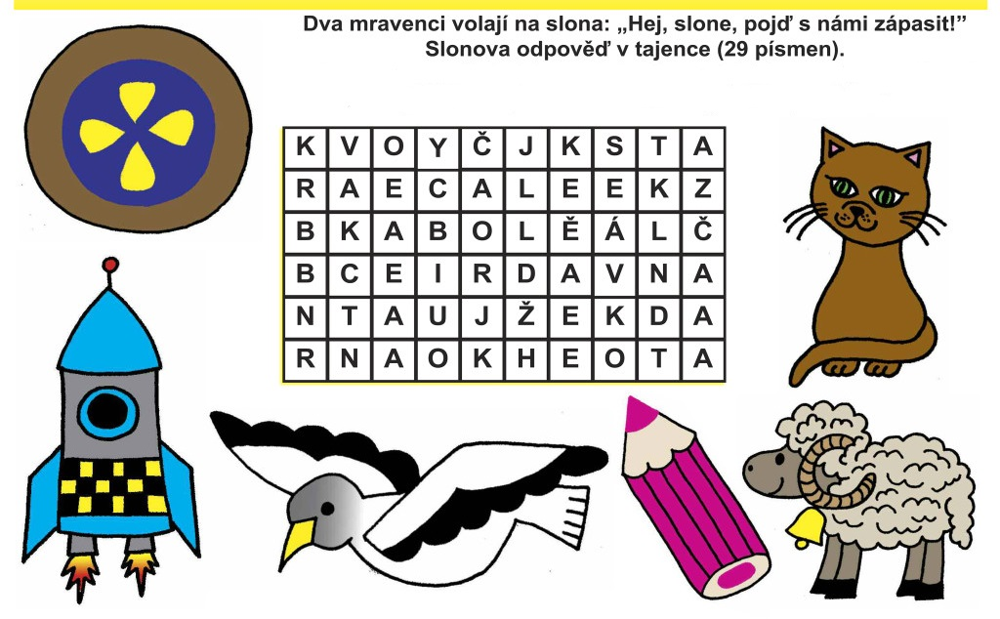 Dva mravenci volají na slona: „Hej, slone, pojď s námi zápasit!”
Slonova odpověď v tajence (29 písmen).
K V O Y Č J K S T A
R A E C A L E E K Z
B K A B O L Ě Á L Č
B C E I R D A V N A
N T A U J Ž E K D A
R N A O K H E O T A